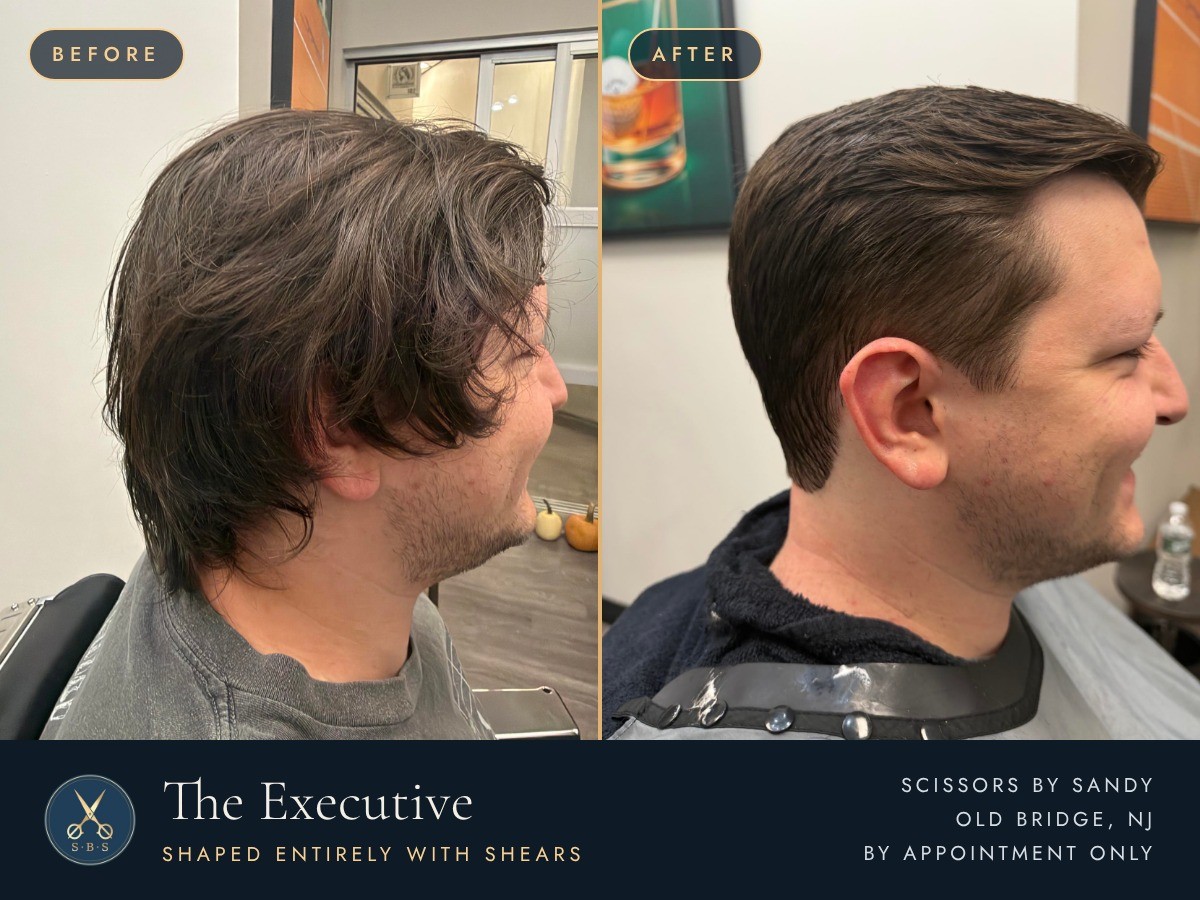 BEFORE
AFTER
The Executive
SHAPED ENTIRELY WITH SHEARS
S·B·S
SCISSORS BY SANDY
OLD BRIDGE, NJ
BY APPOINTMENT ONLY